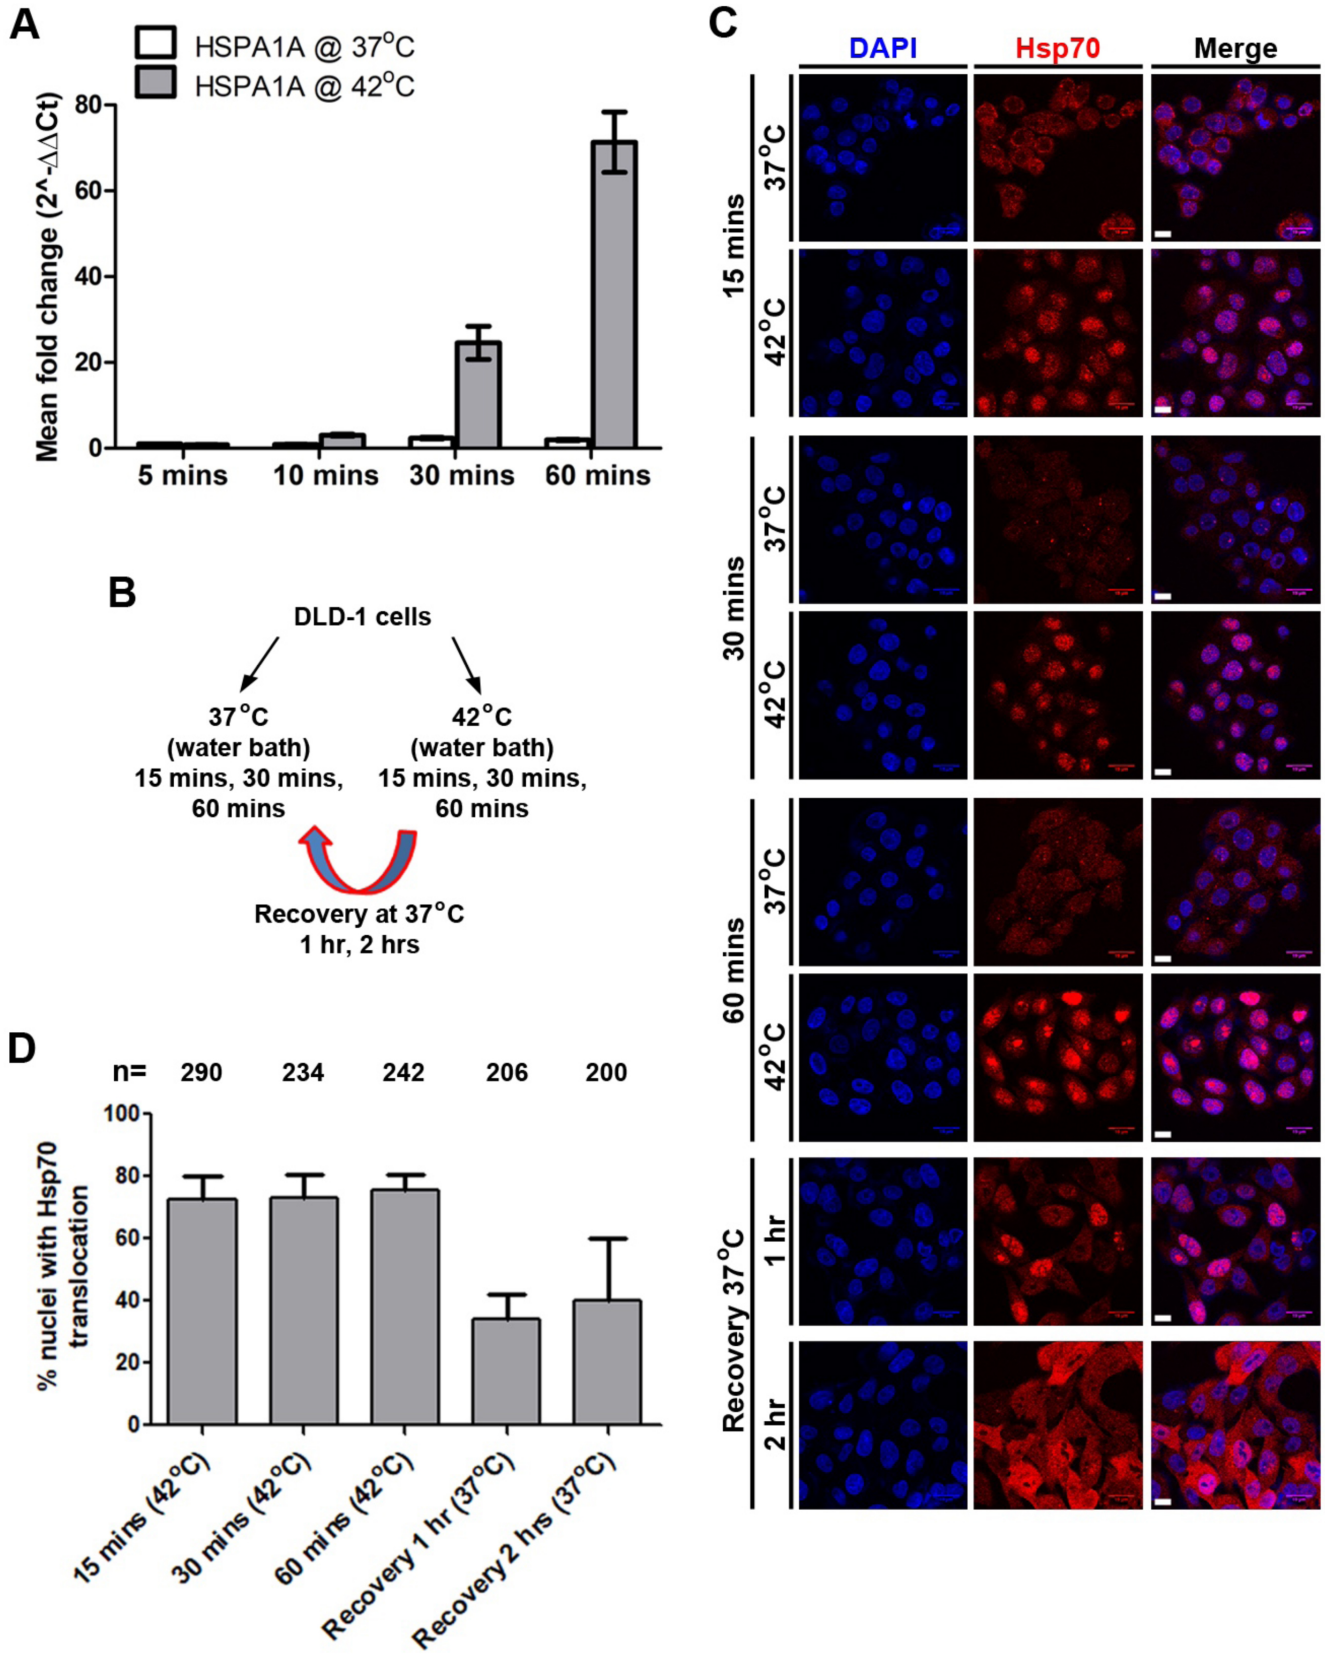 A
HSPA1A @ 37°C
HSPA1A @ 42°C
Mean fold change (2^-ΔΔCt)
80
60
40
20
0
5 mins 10 mins 30 mins 60 mins
B
DLD-1 cells
37°C
(water bath)
15 mins, 30 mins,
60 mins
42°C
(water bath)
15 mins, 30 mins,
60 mins
Recovery at 37°C
1 hr, 2 hrs
C
DAPI Hsp70 Merge
15 mins
37°C
42°C
30 mins
37°C
42°C
60 mins
37°C
42°C
Recovery 37°C
1 hr
2 hr
D
n= 290 234 242 206 200
% nuclei with Hsp70
translocation
100
80
60
40
20
0
15 mins (42°C)
30 mins (42°C)
60 mins (42°C)
Recovery 1 hr (37°C)
Recovery 2 hrs (37°C)